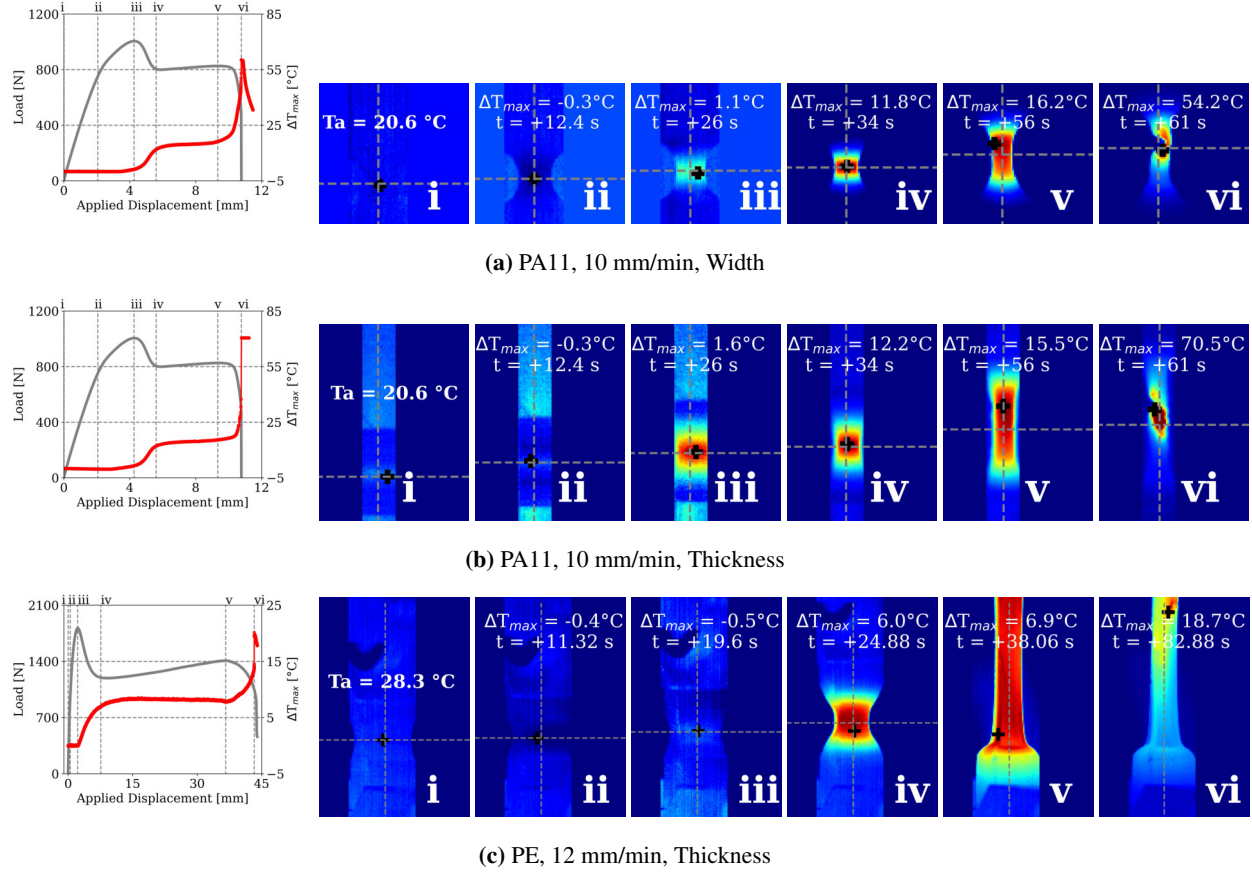 i ii iii iv v vi
1200 85
800 55
400 25
0 -5
0 4 8 12
Load [N]
ΔTmax [°C]
Applied Displacement [mm]
Ta = 20.6 °C
i
ΔTmax = -0.3°C
t = +12.4 s
ii
ΔTmax = 1.1°C
t = +26 s
iii
ΔTmax = 11.8°C
t = +34 s
iv
ΔTmax = 16.2°C
t = +56 s
v
ΔTmax = 54.2°C
t = +61 s
vi
(a) PA11, 10 mm/min, Width
i ii iii iv v vi
1200 85
800 55
400 25
0 -5
0 4 8 12
Load [N]
ΔTmax [°C]
Applied Displacement [mm]
Ta = 20.6 °C
i
ΔTmax = -0.3°C
t = +12.4 s
ii
ΔTmax = 1.6°C
t = +26 s
iii
ΔTmax = 12.2°C
t = +34 s
iv
ΔTmax = 15.5°C
t = +56 s
v
ΔTmax = 70.5°C
t = +61 s
vi
(b) PA11, 10 mm/min, Thickness
i ii iii iv v vi
2100 25
1400 15
700 5
0 -5
0 15 30 45
Load [N]
ΔTmax [°C]
Applied Displacement [mm]
Ta = 28.3 °C
i
ΔTmax = -0.4°C
t = +11.32 s
ii
ΔTmax = -0.5°C
t = +19.6 s
iii
ΔTmax = 6.0°C
t = +24.88 s
iv
ΔTmax = 6.9°C
t = +38.06 s
v
ΔTmax = 18.7°C
t = +82.88 s
vi
(c) PE, 12 mm/min, Thickness